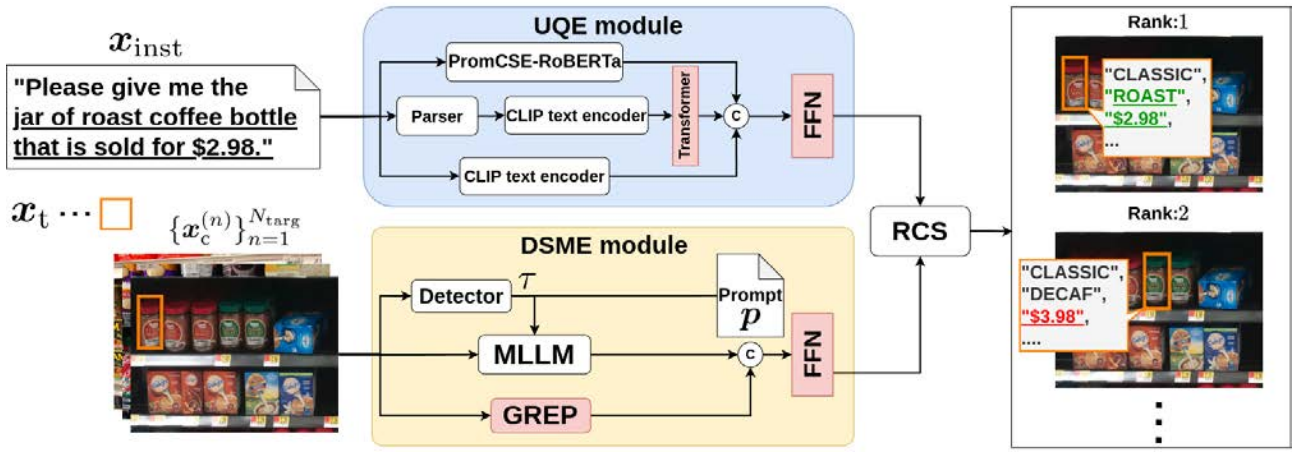 UQE module
x_inst
"Please give me the
jar of roast coffee bottle
that is sold for $2.98."
PromCSE-RoBERTa
Parser
CLIP text encoder
Transformer
C
FFN
CLIP text encoder
x_t ...
{x_c^(n)}_{n=1}^{N_targ}
DSME module
Detector
τ
Prompt
p
MLLM
C
FFN
GREP
RCS
Rank:1
"CLASSIC",
"ROAST",
"$2.98",
...
Rank:2
"CLASSIC",
"DECAF",
"$3.98",
....